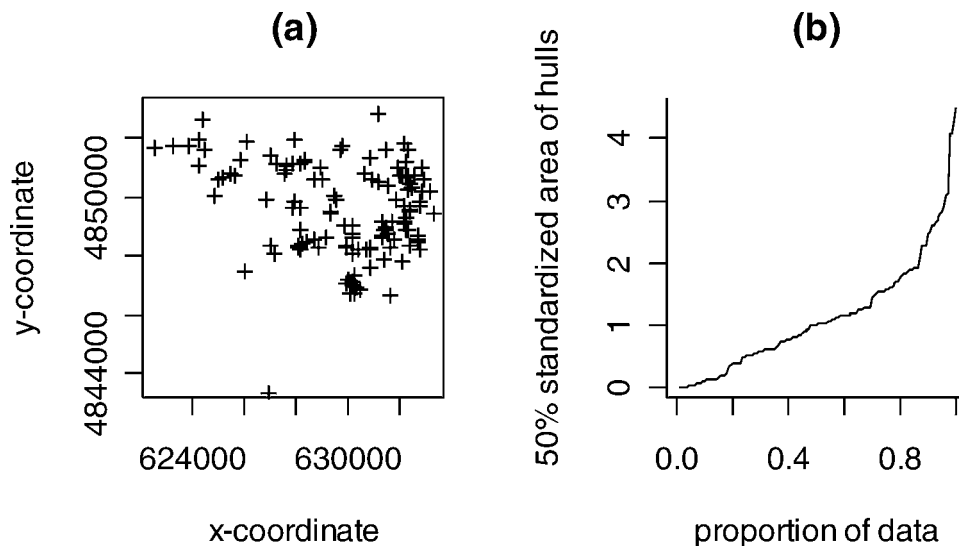 (a)
y-coordinate
4850000
4844000
624000
630000
x-coordinate
(b)
50% standardized area of hulls
4
3
2
1
0
0.0
0.4
0.8
proportion of data